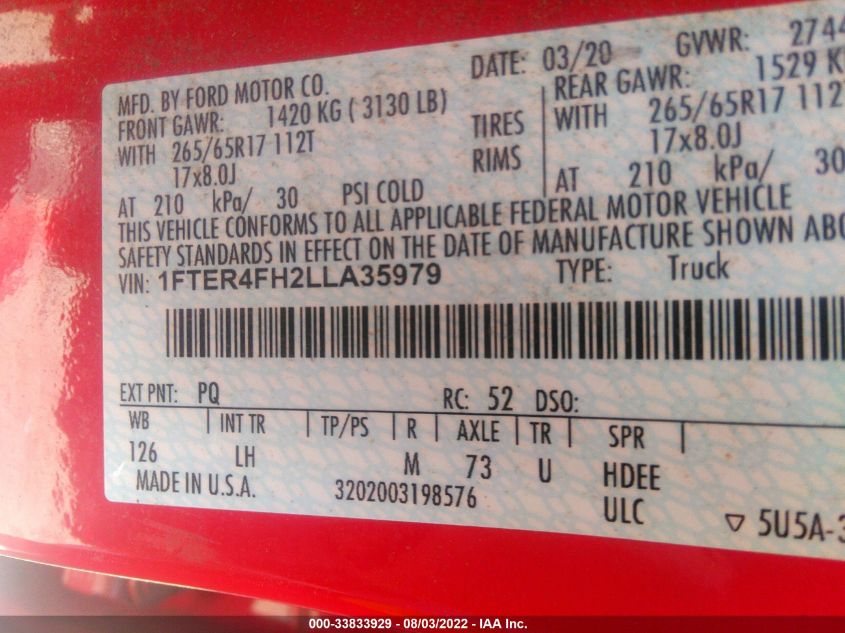 MFD. BY FORD MOTOR CO.
DATE: 03/20 GVWR: 2744
FRONT GAWR: 1420 KG ( 3130 LB)
REAR GAWR: 1529 K
WITH 265/65R17 112T TIRES
WITH 265/65R17 112T
17x8.0J RIMS
17x8.0J
AT 210 kPa/ 30 PSI COLD
AT 210 kPa/ 30
THIS VEHICLE CONFORMS TO ALL APPLICABLE FEDERAL MOTOR VEHICLE
SAFETY STANDARDS IN EFFECT ON THE DATE OF MANUFACTURE SHOWN ABO
VIN: 1FTER4FH2LLA35979 TYPE: Truck
EXT PNT: PQ RC: 52 DSO:
WB | INT TR | TP/PS | R | AXLE | TR | SPR |
126 LH M 73 U HDEE
MADE IN U.S.A. 3202003198576 ULC ▽ 5U5A-3
000-33833929 - 08/03/2022 - IAA Inc.